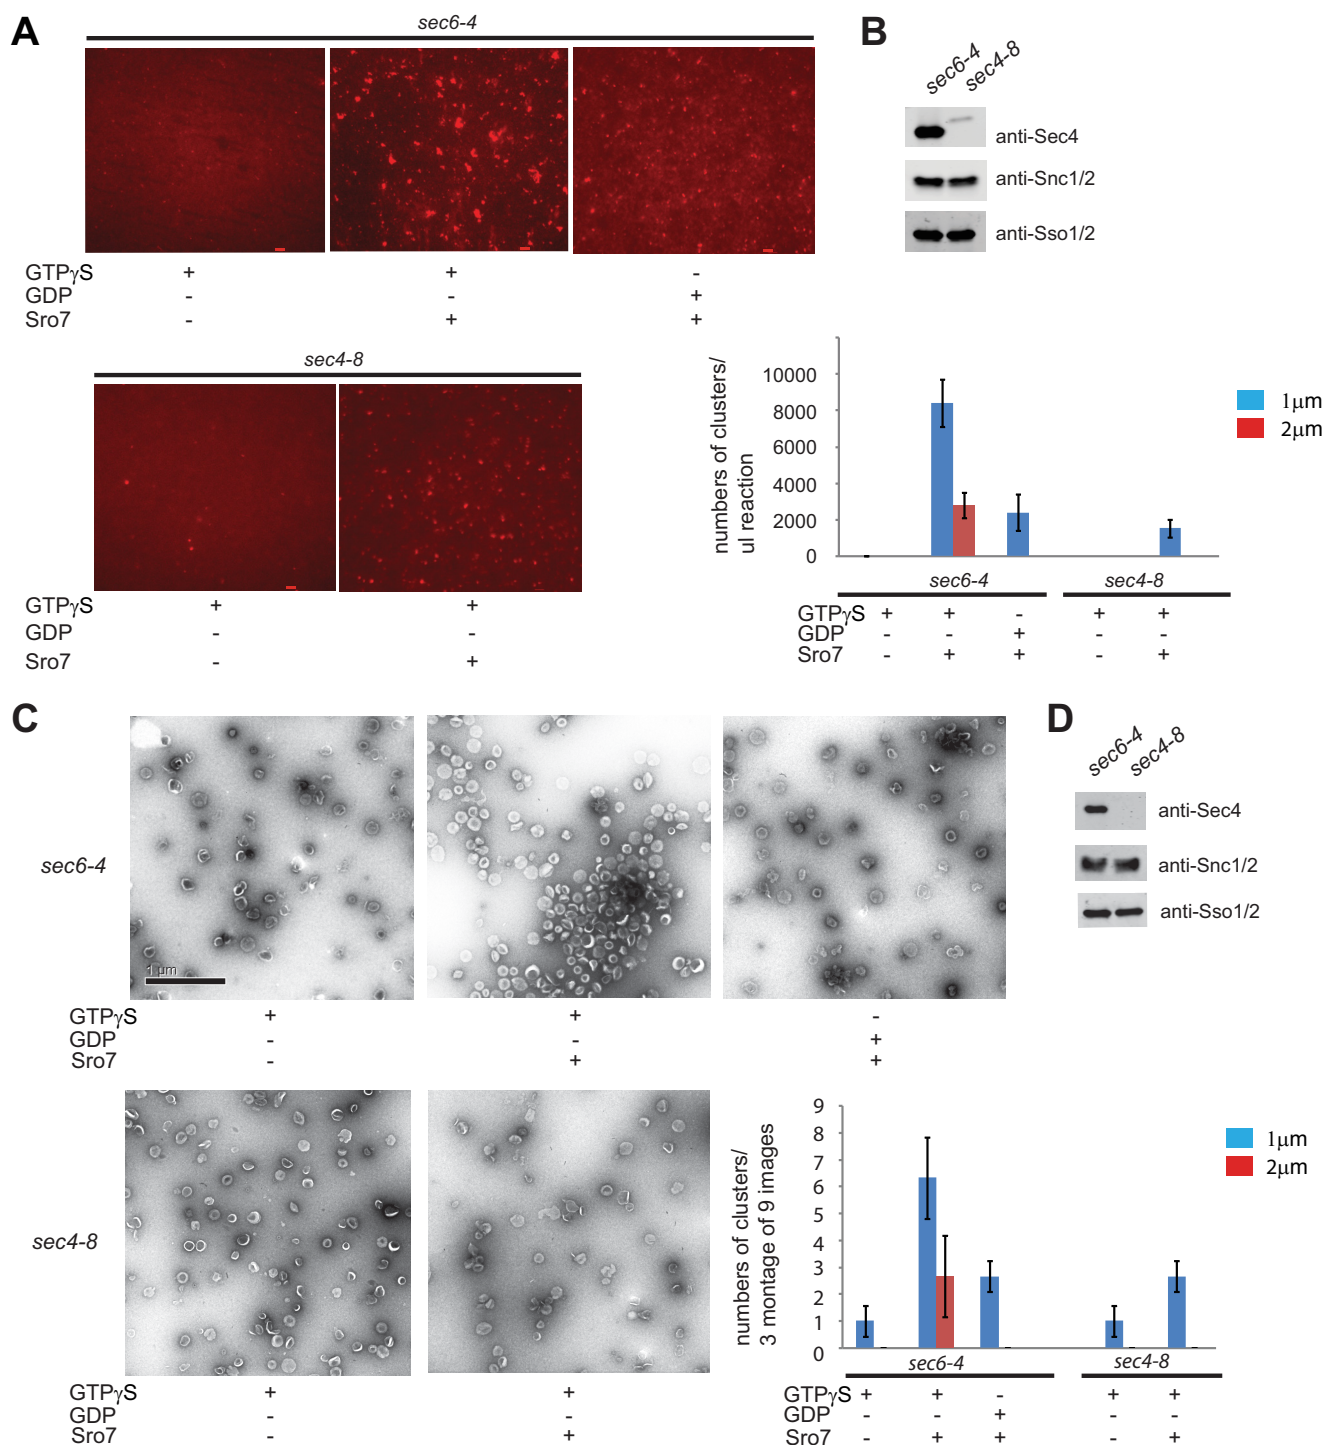 A
sec6-4
GTPγS + + -
GDP - - +
Sro7 - + +
sec4-8
GTPγS + +
GDP - -
Sro7 - +
B
sec6-4 sec4-8
anti-Sec4
anti-Snc1/2
anti-Sso1/2
numbers of clusters/
ul reaction
10000
8000
6000
4000
2000
0
1µm
2µm
sec6-4 sec4-8
GTPγS + + - + +
GDP - - + - -
Sro7 - + + - +
C
sec6-4
1 µm
GTPγS + + -
GDP - - +
Sro7 - + +
sec4-8
GTPγS + +
GDP - -
Sro7 - +
D
sec6-4 sec4-8
anti-Sec4
anti-Snc1/2
anti-Sso1/2
numbers of clusters/
3 montage of 9 images
9
8
7
6
5
4
3
2
1
0
1µm
2µm
sec6-4 sec4-8
GTPγS + + - + +
GDP - - + - -
Sro7 - + + - +